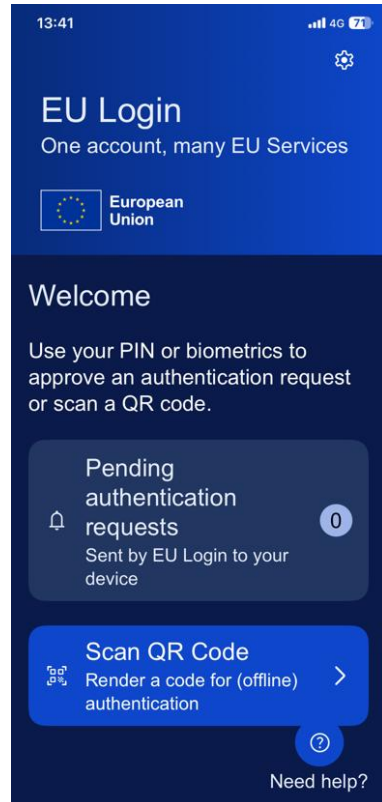 13:41
4G 71
EU Login
One account, many EU Services
European
Union
Welcome
Use your PIN or biometrics to
approve an authentication request
or scan a QR code.
Pending
authentication
requests
0
Sent by EU Login to your
device
Scan QR Code
Render a code for (offline)
authentication
Need help?